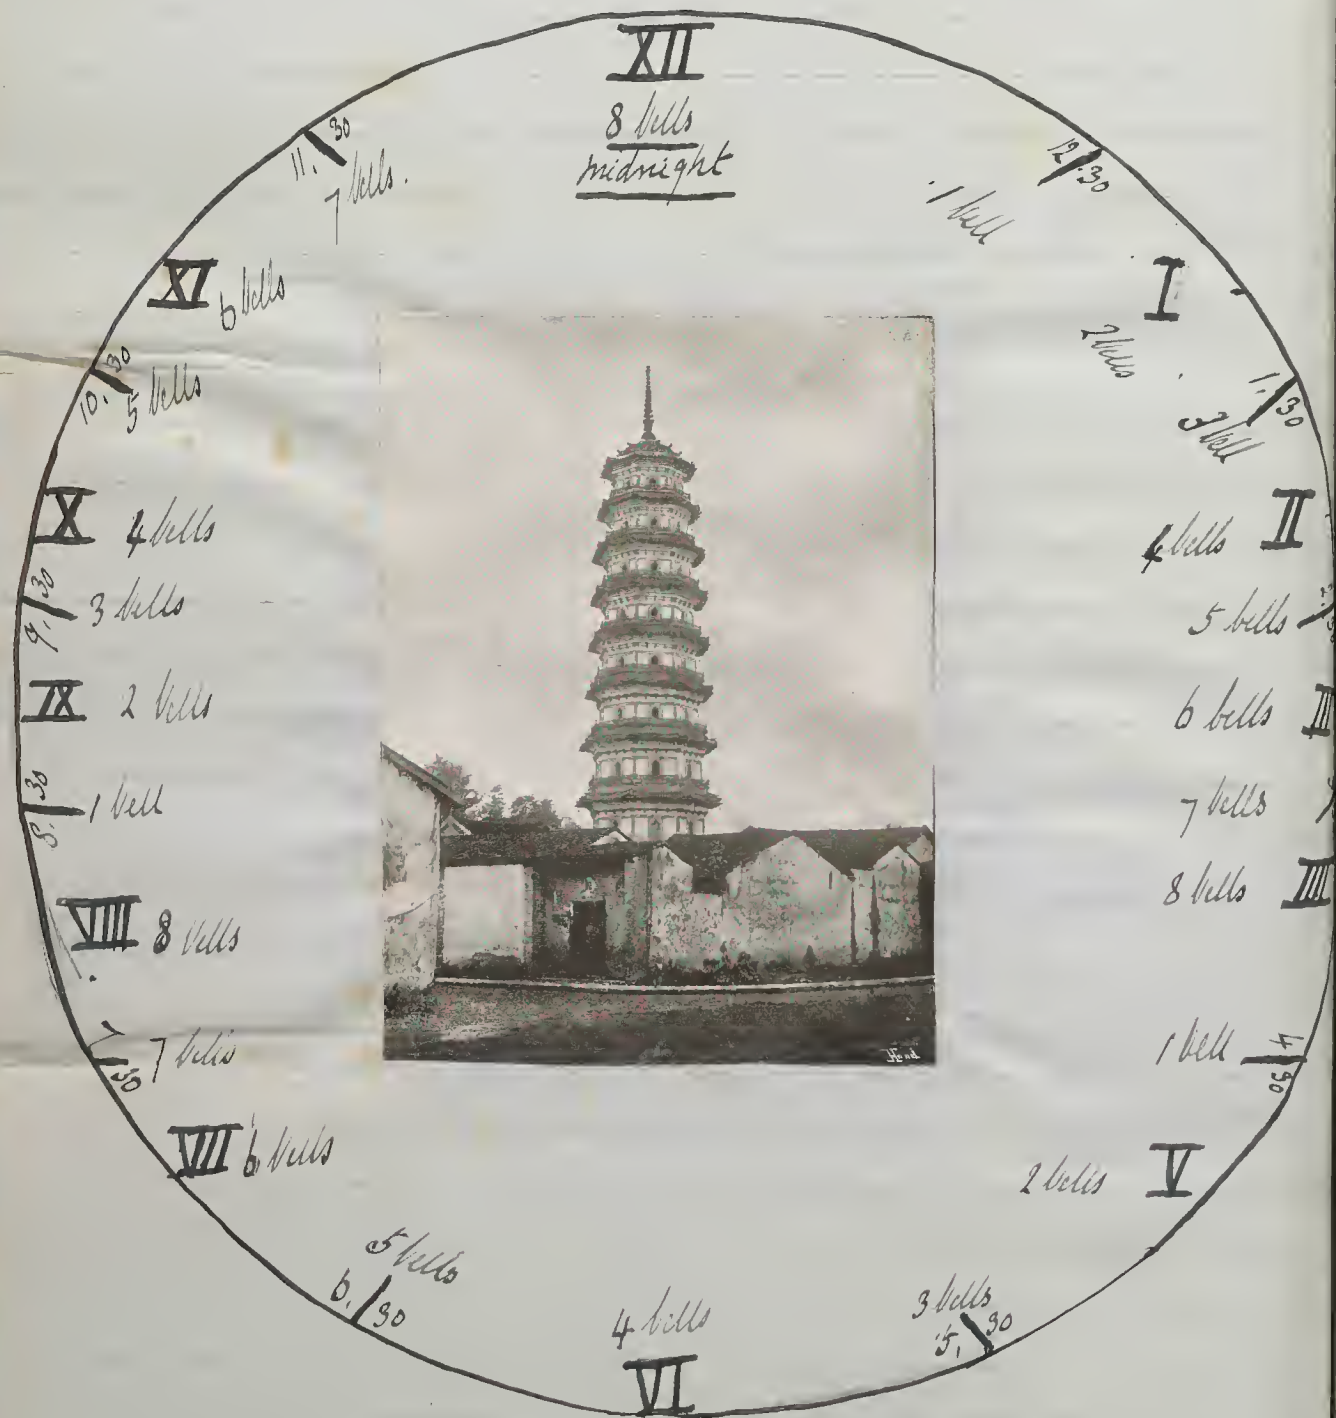 XII
8 bells
midnight
12.30
1 bell
I
2 bells
1.30
3 bell
II
4 bells
5 bells
III
6 bells
7 bells
IIII
8 bells
4 30
1 bell
V
2 bells
3 bells
5.30
4 bells
VI
5 bells
6.30
VII 6 bells
7 30 7 bells
VIII 8 bells
8.30 1 bell
IX 2 bells
9.30 3 bells
X 4 bells
10.30
5 bells
XI 6 bells
11.30
7 bells.